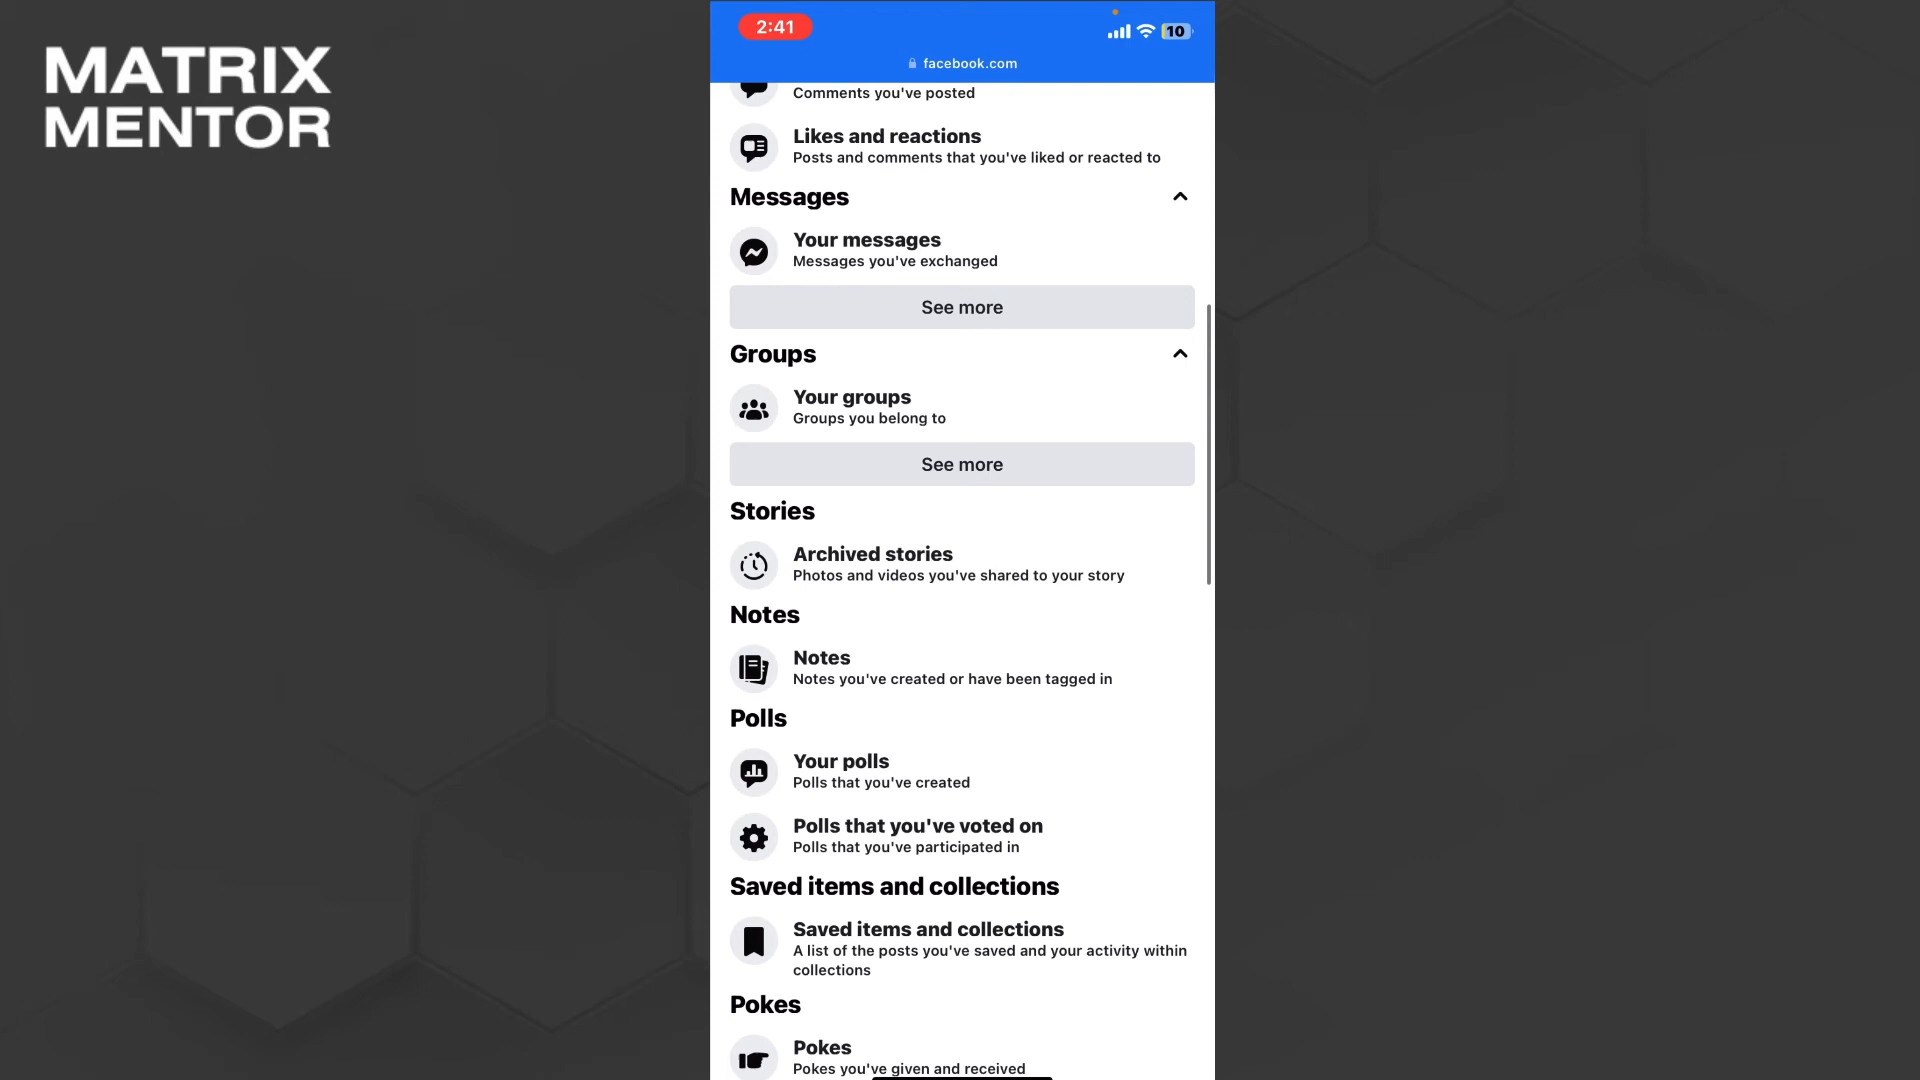 MATRIX
MENTOR
2:41
10
facebook.com
Comments you've posted
Likes and reactions
Posts and comments that you've liked or reacted to
Messages
Your messages
Messages you've exchanged
See more
Groups
Your groups
Groups you belong to
See more
Stories
Archived stories
Photos and videos you've shared to your story
Notes
Notes
Notes you've created or have been tagged in
Polls
Your polls
Polls that you've created
Polls that you've voted on
Polls that you've participated in
Saved items and collections
Saved items and collections
A list of the posts you've saved and your activity within
collections
Pokes
Pokes
Pokes you've given and received